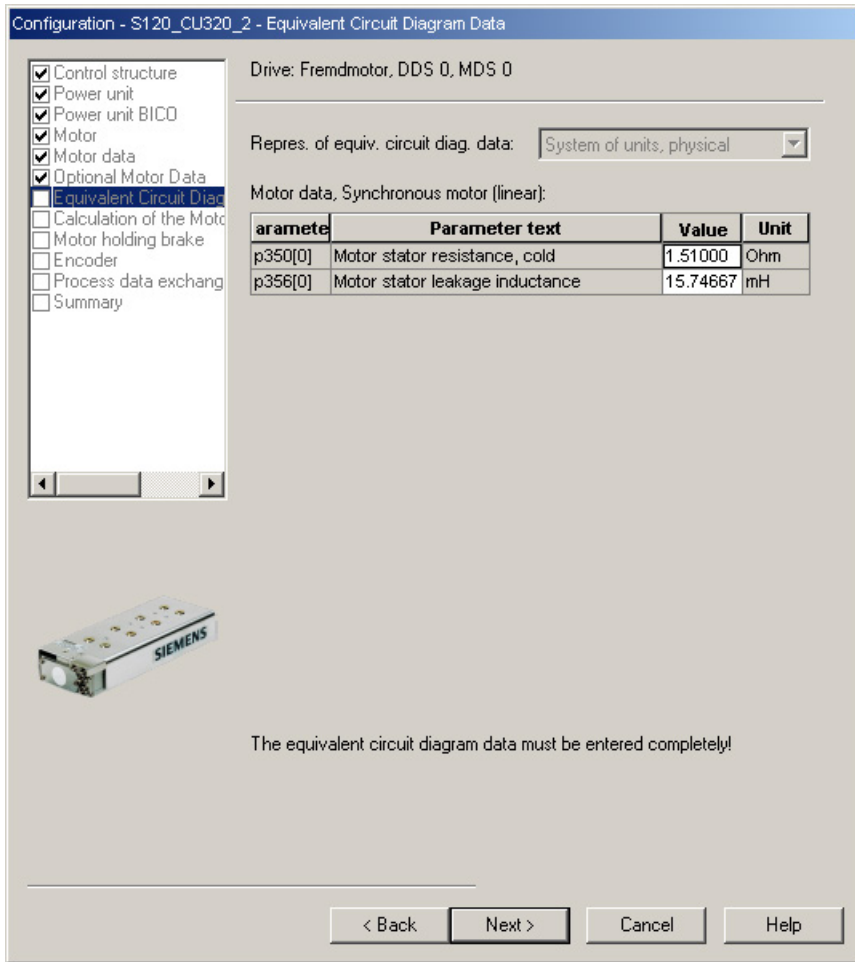 Configuration - S120_CU320_2 - Equivalent Circuit Diagram Data
Control structure
Power unit
Power unit BICO
Motor
Motor data
Optional Motor Data
Equivalent Circuit Diag
Calculation of the Moto
Motor holding brake
Encoder
Process data exchang
Summary
Drive: Fremdmotor, DDS 0, MDS 0
Repres. of equiv. circuit diag. data: System of units, physical
Motor data, Synchronous motor (linear):
aramete Parameter text Value Unit
p350[0] Motor stator resistance, cold 1.51000 Ohm
p356[0] Motor stator leakage inductance 15.74667 mH
SIEMENS
The equivalent circuit diagram data must be entered completely!
< Back Next > Cancel Help